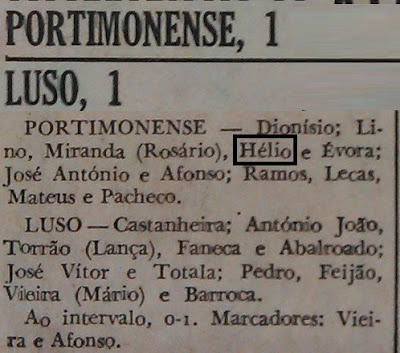 PORTIMONENSE, 1
LUSO, 1
PORTIMONENSE — Dionísio; Li-
no, Miranda (Rosário), Hélio e Évora;
José António e Afonso; Ramos, Lecas,
Mateus e Pacheco.
LUSO — Castanheira; António João,
Torrão (Lança), Faneca e Abalroado;
José Vítor e Totala; Pedro, Feijão,
Vieira (Mário) e Barroca.
Ao intervalo, 0-1. Marcadores: Viei-
ra e Afonso.